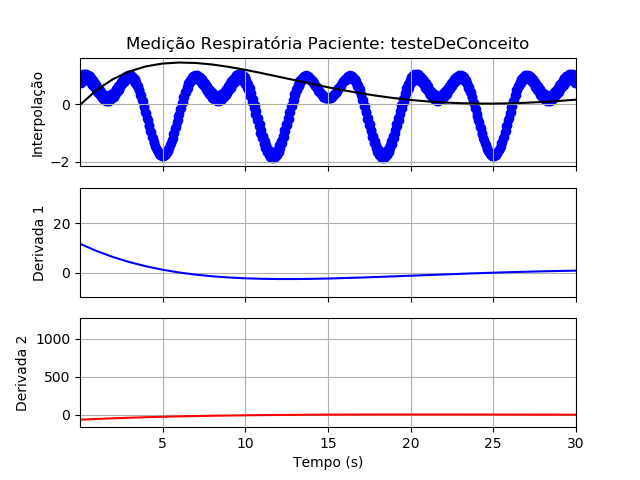 Medição Respiratória Paciente: testeDeConceito
Interpolação
0
−2
Derivada 1
20
0
Derivada 2
1000
500
0
5
10
15
20
25
30
Tempo (s)